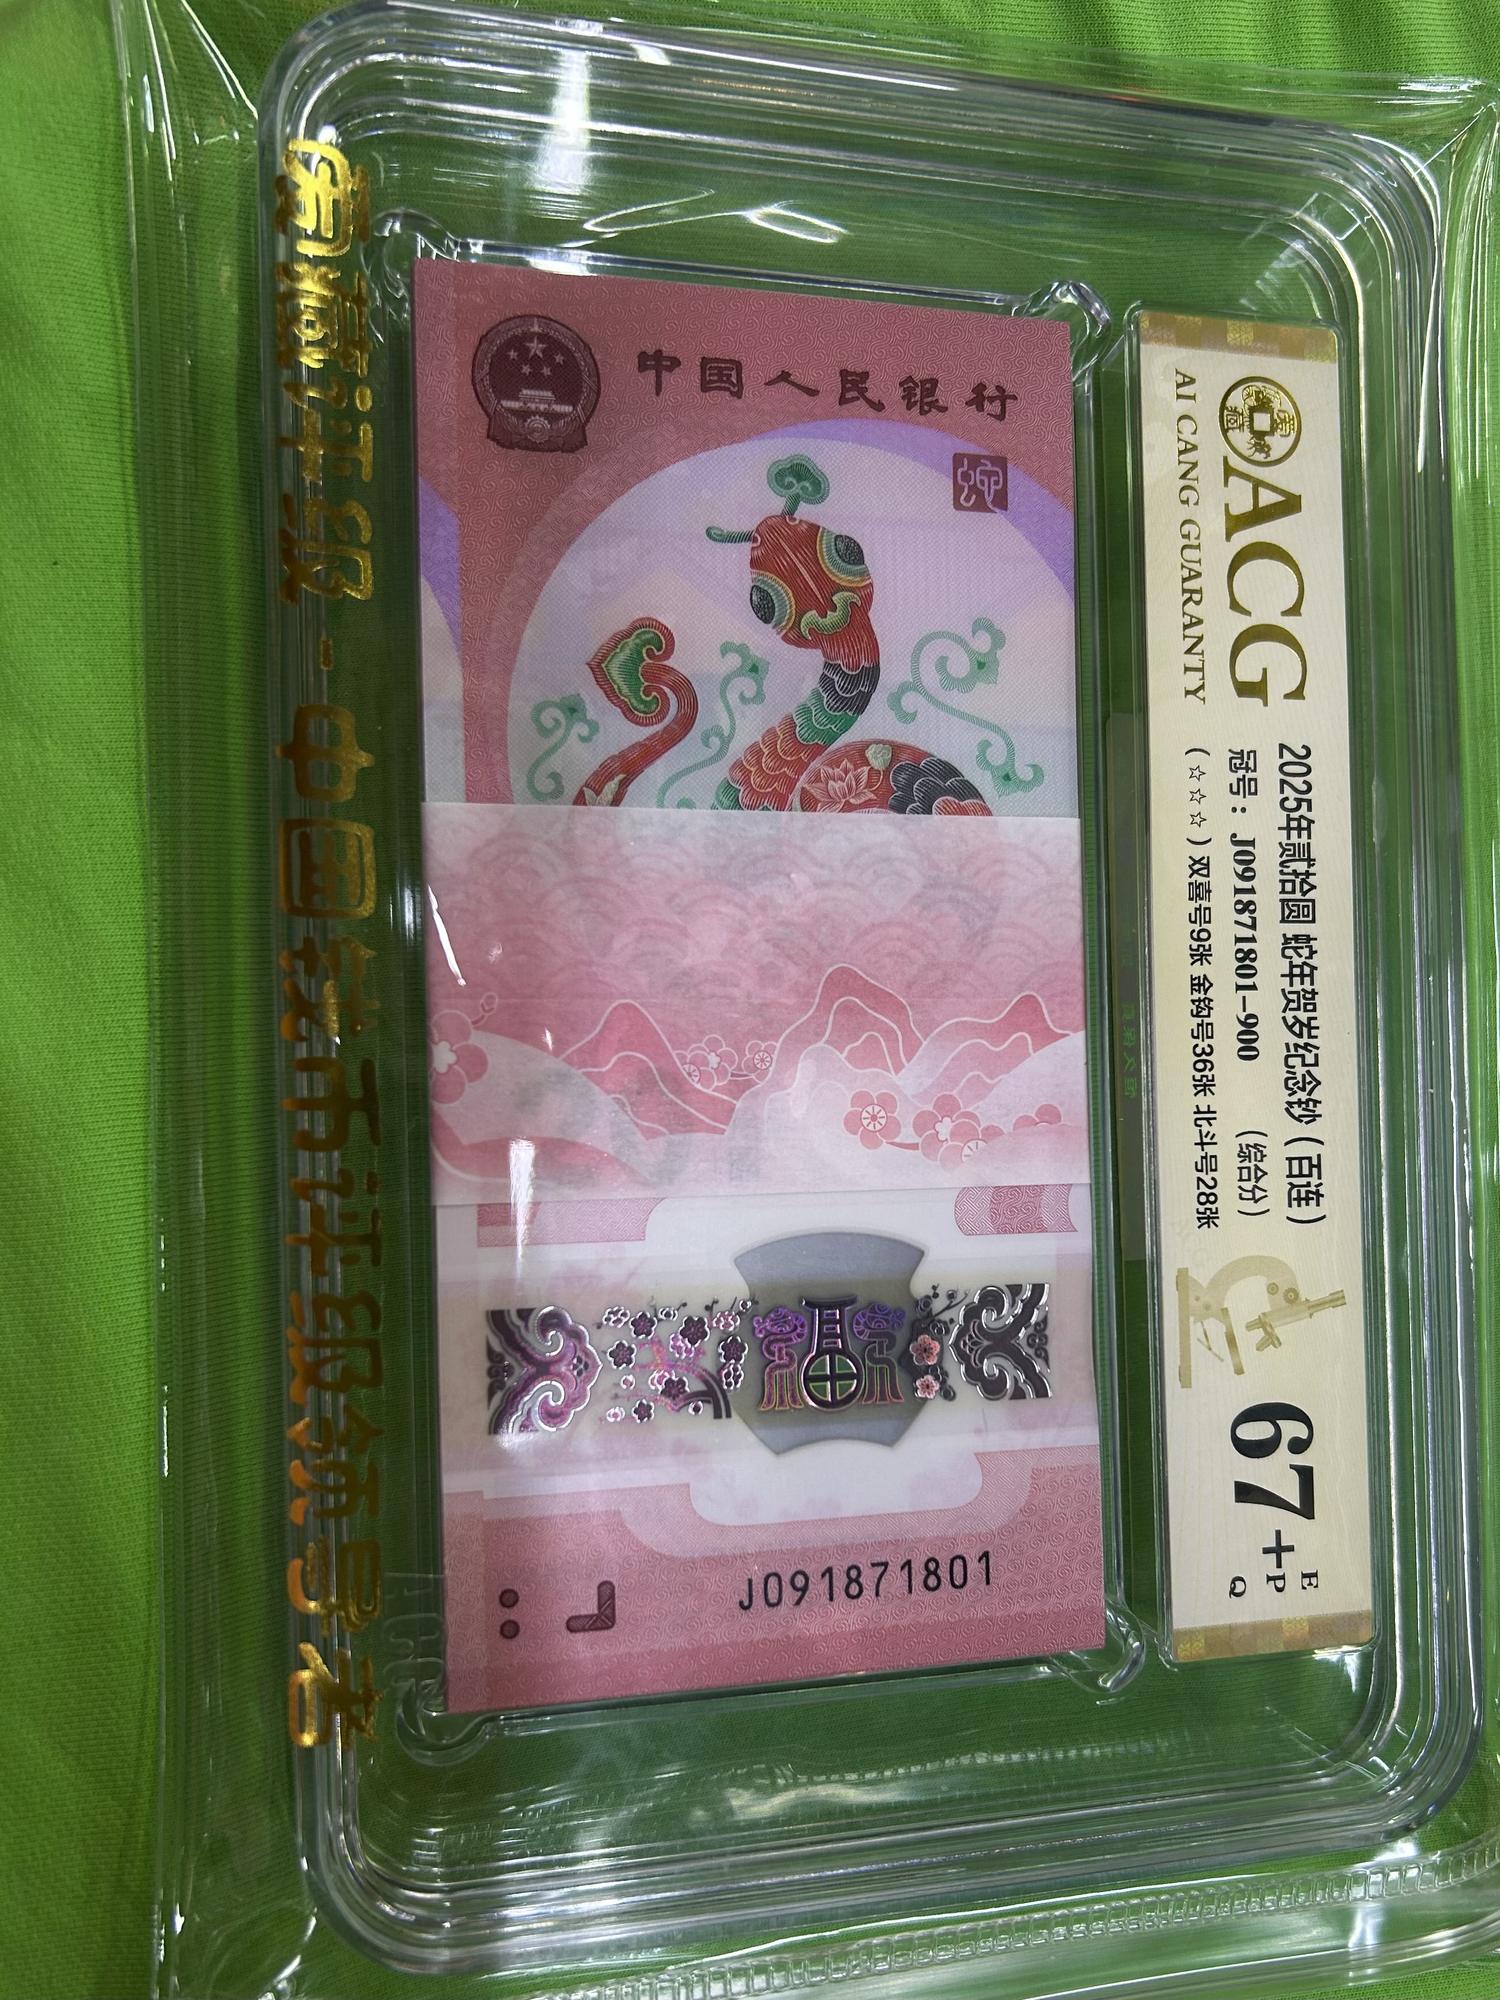 爱藏评级-中国钱币评级领导者
中国人民银行
蛇
J091871801
爱藏
ACG
AI CANG GUARANTY
2025年贰拾圆 蛇年贺岁纪念钞（百连）
冠号：J091871801-900 （综合分）
（☆☆☆）双喜号9张 金钩号36张 北斗号28张
67+
E
P
Q